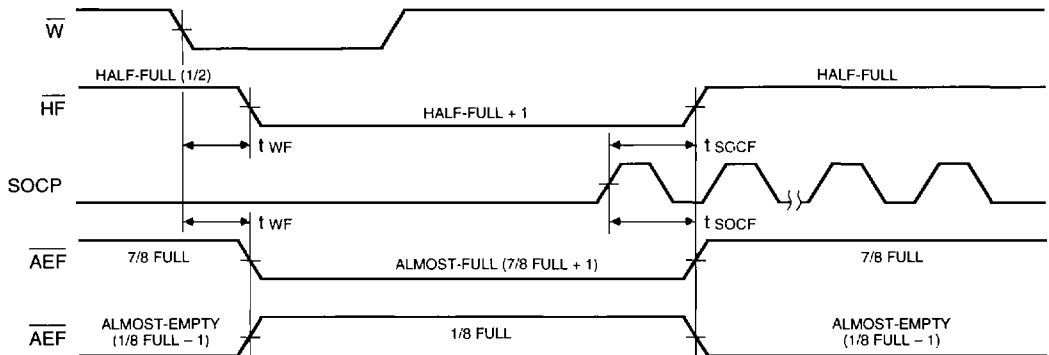 W
HALF-FULL (1/2)
HALF-FULL
HF
HALF-FULL + 1
t WF
t SOCF
SOCP
t WF
t SOCF
AEF
7/8 FULL
ALMOST-FULL (7/8 FULL + 1)
7/8 FULL
AEF
ALMOST-EMPTY
(1/8 FULL – 1)
1/8 FULL
ALMOST-EMPTY
(1/8 FULL – 1)